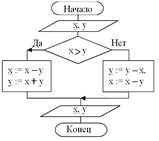 Начало
x, y
Да
x > y
Нет
x := x – y
y := x + y
y := y – x,
x := x – y
x, y
Конец